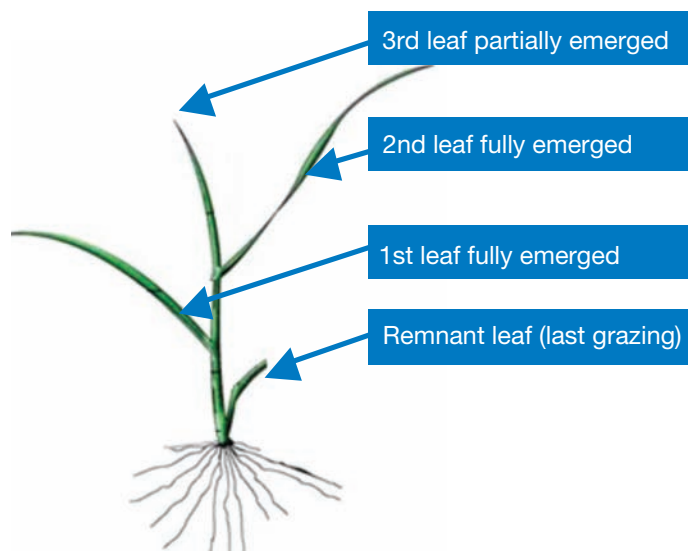 3rd leaf partially emerged
2nd leaf fully emerged
1st leaf fully emerged
Remnant leaf (last grazing)